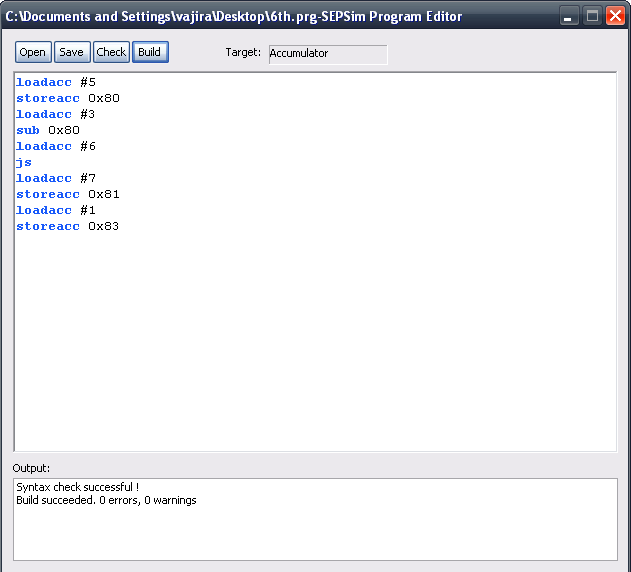 C:\Documents and Settings\vajira\Desktop\6th.prg-SEPSim Program Editor
Open Save Check Build Target: Accumulator
loadacc #5
storeacc 0x80
loadacc #3
sub 0x80
loadacc #6
js
loadacc #7
storeacc 0x81
loadacc #1
storeacc 0x83
Output:
Syntax check successful !
Build succeeded. 0 errors, 0 warnings